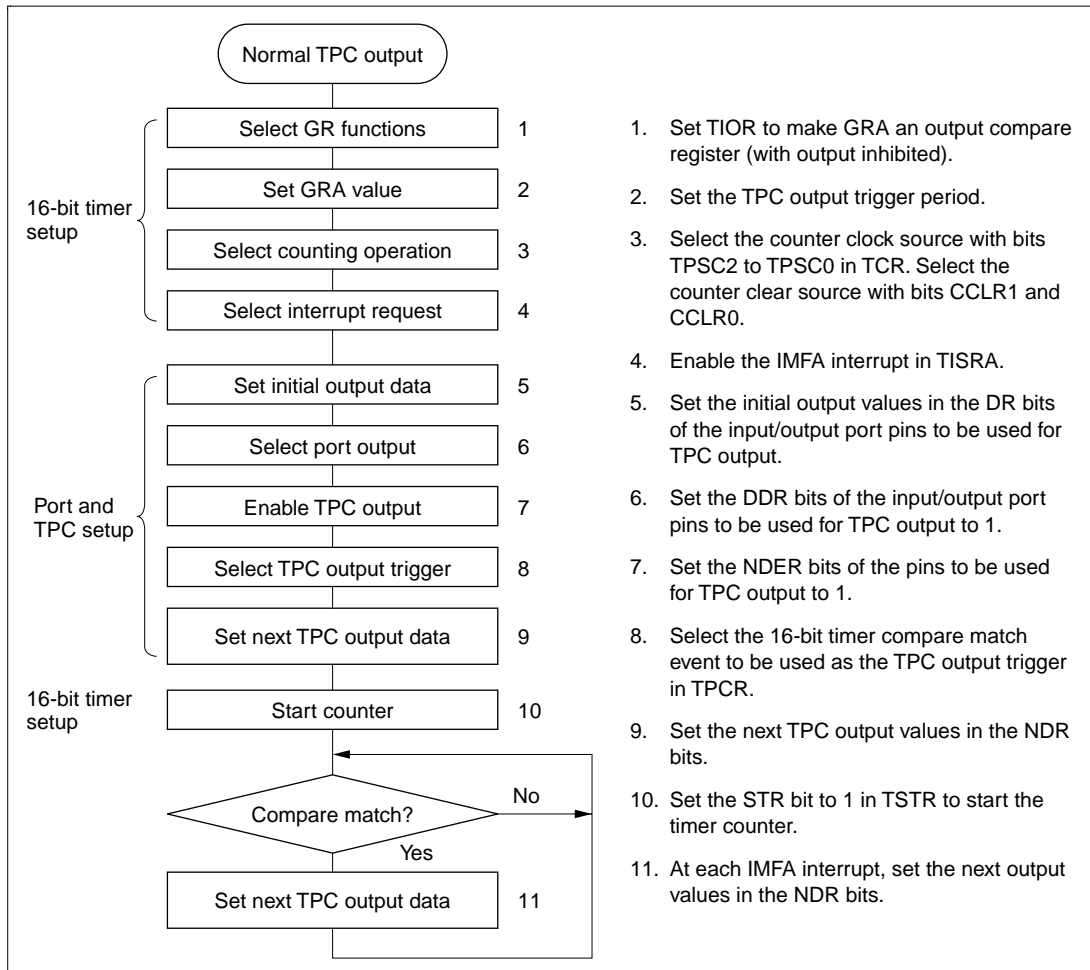 Normal TPC output
16-bit timer
setup
Select GR functions 1
Set GRA value 2
Select counting operation 3
Select interrupt request 4
Port and
TPC setup
Set initial output data 5
Select port output 6
Enable TPC output 7
Select TPC output trigger 8
Set next TPC output data 9
16-bit timer
setup
Start counter 10
Compare match?
No
Yes
Set next TPC output data 11
1. Set TIOR to make GRA an output compare
register (with output inhibited).
2. Set the TPC output trigger period.
3. Select the counter clock source with bits
TPSC2 to TPSC0 in TCR. Select the
counter clear source with bits CCLR1 and
CCLR0.
4. Enable the IMFA interrupt in TISRA.
5. Set the initial output values in the DR bits
of the input/output port pins to be used for
TPC output.
6. Set the DDR bits of the input/output port
pins to be used for TPC output to 1.
7. Set the NDER bits of the pins to be used
for TPC output to 1.
8. Select the 16-bit timer compare match
event to be used as the TPC output trigger
in TPCR.
9. Set the next TPC output values in the NDR
bits.
10. Set the STR bit to 1 in TSTR to start the
timer counter.
11. At each IMFA interrupt, set the next output
values in the NDR bits.